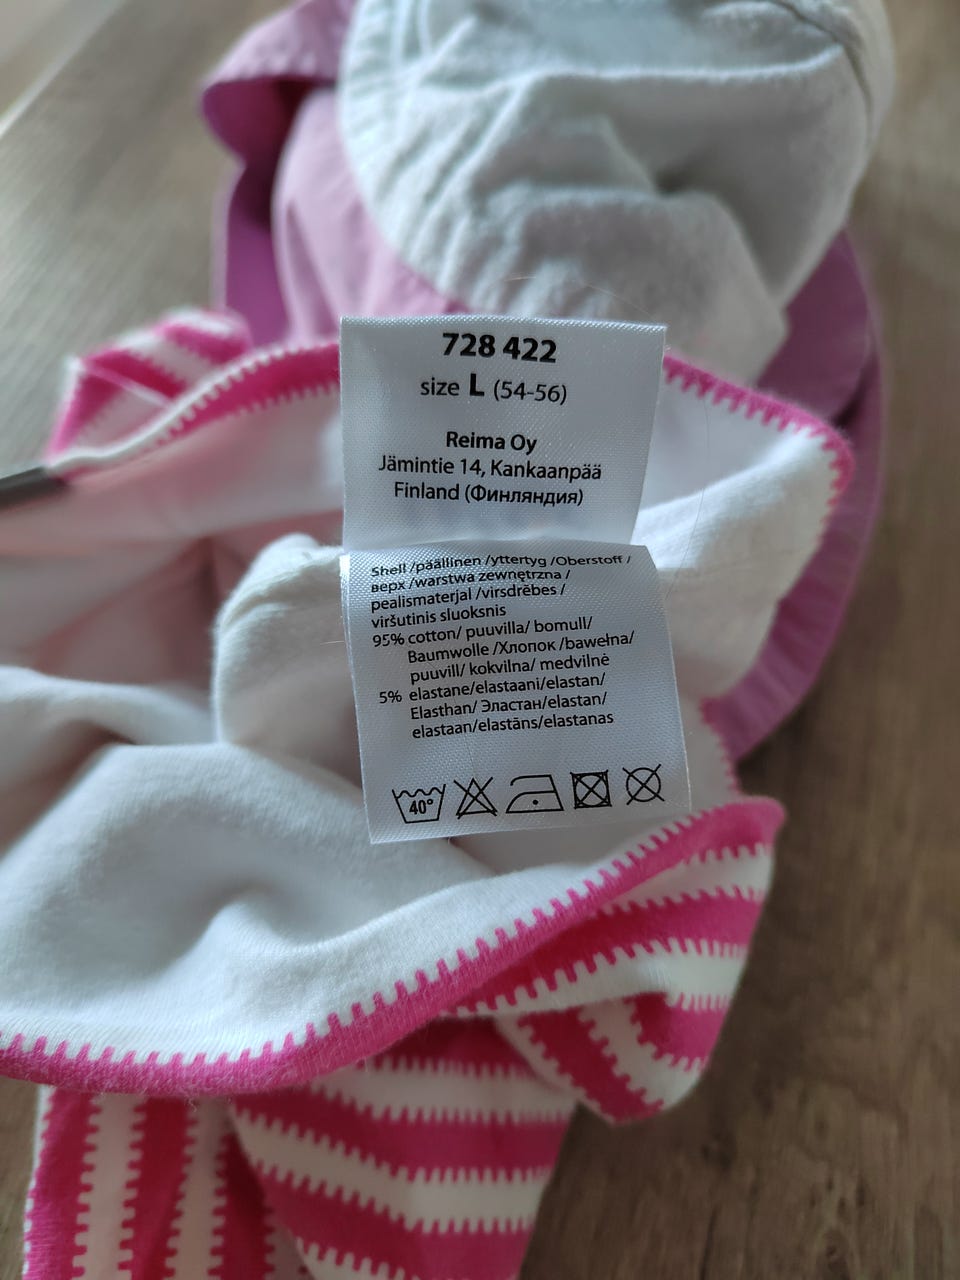 728 422
size L (54-56)
Reima Oy
Jämintie 14, Kankaanpää
Finland (Финляндия)
Shell /päällinen /yttertyg /Oberstoff /
верх /warstwa zewnętrzna /
pealismaterjal /virsdrēbes /
viršutinis sluoksnis
95% cotton/ puuvilla/ bomull/
Baumwolle /Хлопок /bawełna/
puuvill/ kokvilna/ medvilnė
5% elastane/elastaani/elastan/
Elasthan/ Эластан/elastan/
elastaan/elastāns/elastanas
40°